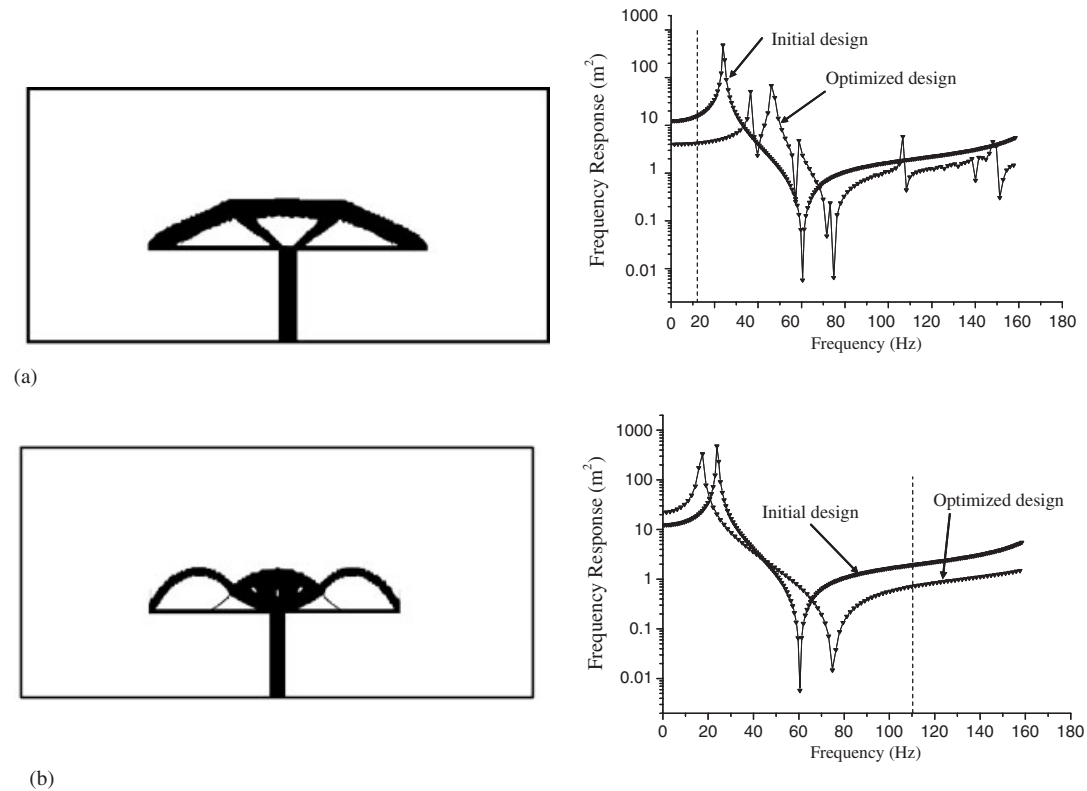 1000
100
10
1
0.1
0.01
Frequency Response (m²)
Initial design
Optimized design
0 20 40 60 80 100 120 140 160 180
Frequency (Hz)
(a)
1000
100
10
1
0.1
0.01
Frequency Response (m²)
Initial design
Optimized design
0 20 40 60 80 100 120 140 160 180
Frequency (Hz)
(b)